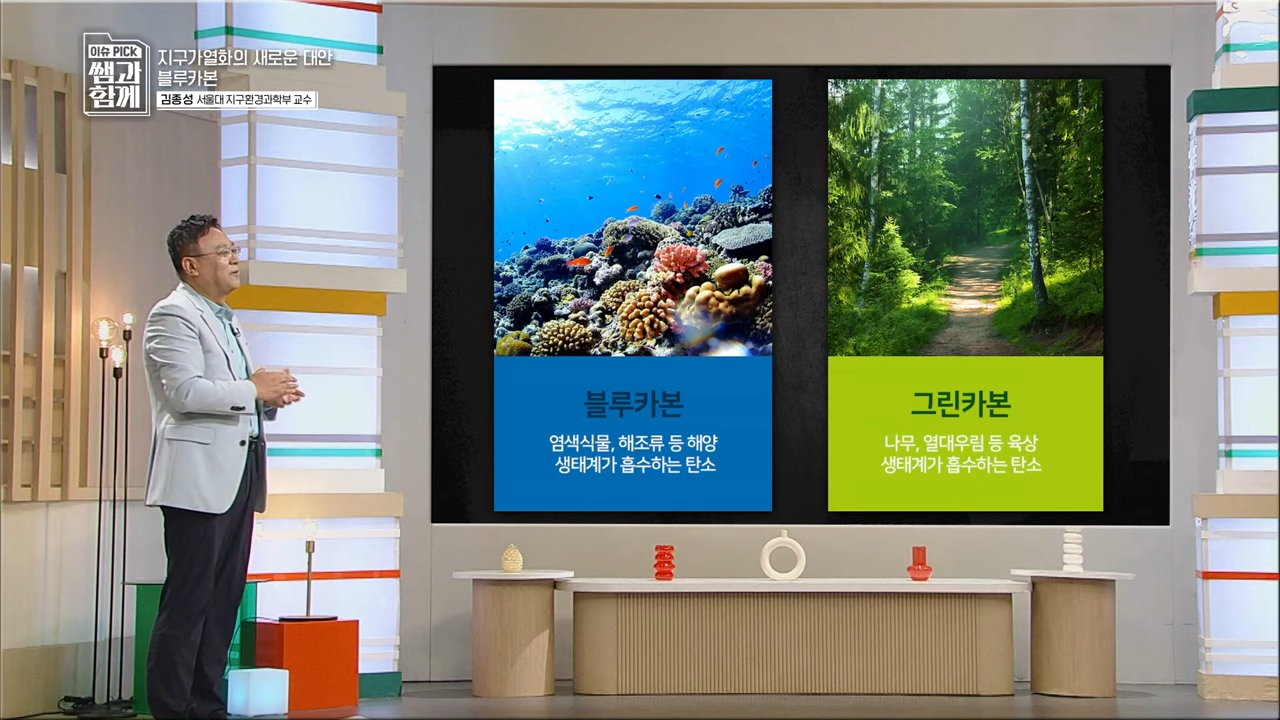 이슈 PICK
쌤과
함께
지구가열화의 새로운 대안
블루카본
김종성 서울대 지구환경과학부 교수
블루카본
염색식물, 해조류 등 해양
생태계가 흡수하는 탄소
그린카본
나무, 열대우림 등 육상
생태계가 흡수하는 탄소